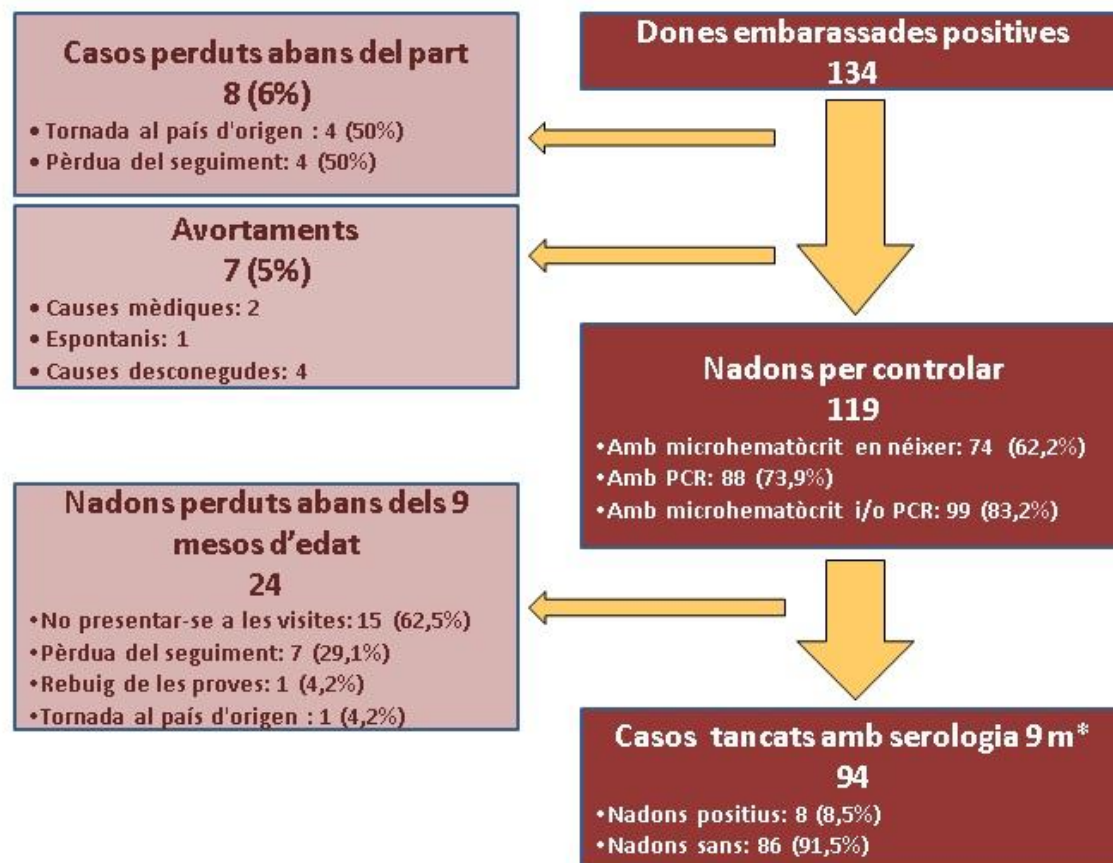 Dones embarassades positives
134
Casos perduts abans del part
8 (6%)
• Tornada al país d'origen : 4 (50%)
• Pèrdua del seguiment: 4 (50%)
Avortaments
7 (5%)
• Causes mèdiques: 2
• Espontanis: 1
• Causes desconegudes: 4
Nadons per controlar
119
•Amb microhematòcrit en néixer: 74 (62,2%)
•Amb PCR: 88 (73,9%)
•Amb microhematòcrit i/o PCR: 99 (83,2%)
Nadons perduts abans dels 9
mesos d'edat
24
•No presentar-se a les visites: 15 (62,5%)
•Pèrdua del seguiment: 7 (29,1%)
•Rebuig de les proves: 1 (4,2%)
•Tornada al país d'origen : 1 (4,2%)
Casos tancats amb serologia 9 m*
94
•Nadons positius: 8 (8,5%)
•Nadons sans: 86 (91,5%)